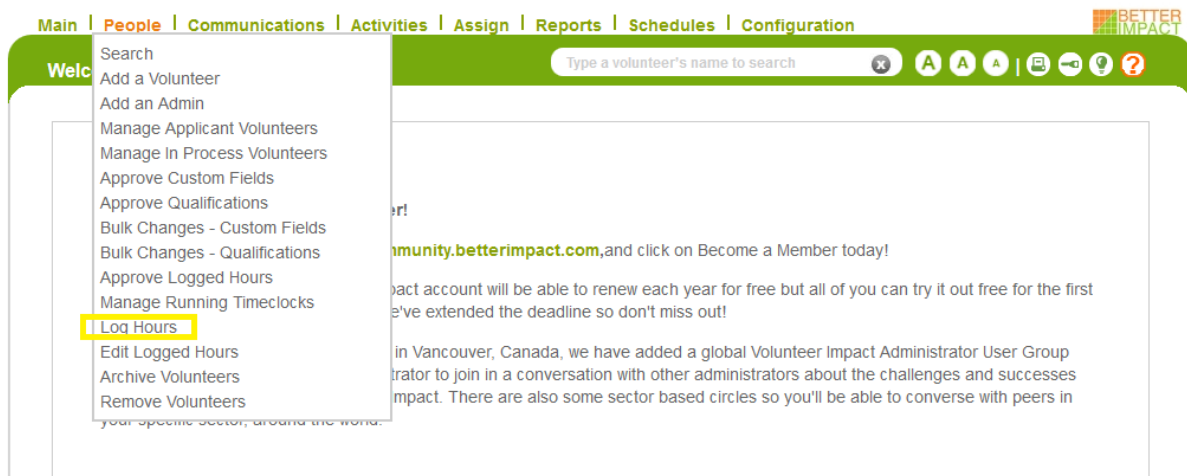 Main | People | Communications | Activities | Assign | Reports | Schedules | Configuration
BETTER
IMPACT
Welc
Type a volunteer's name to search
A A A | ?
Search
Add a Volunteer
Add an Admin
Manage Applicant Volunteers
Manage In Process Volunteers
Approve Custom Fields
Approve Qualifications
Bulk Changes - Custom Fields
Bulk Changes - Qualifications
Approve Logged Hours
Manage Running Timeclocks
Log Hours
Edit Logged Hours
Archive Volunteers
Remove Volunteers
er!
mmunity.betterimpact.com,and click on Become a Member today!
pact account will be able to renew each year for free but all of you can try it out free for the first
e've extended the deadline so don't miss out!
in Vancouver, Canada, we have added a global Volunteer Impact Administrator User Group
trator to join in a conversation with other administrators about the challenges and successes
mpact. There are also some sector based circles so you'll be able to converse with peers in
your specific sector, around the world.